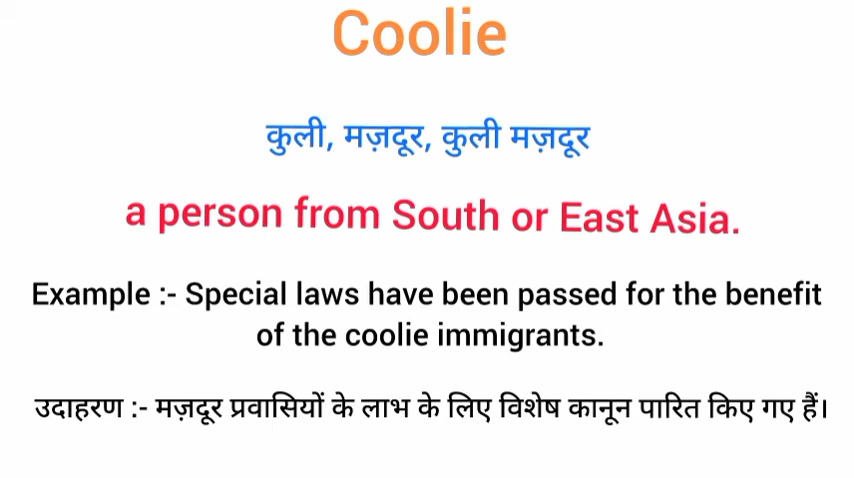 Coolie
कुली, मज़दूर, कुली मज़दूर
a person from South or East Asia.
Example :- Special laws have been passed for the benefit
of the coolie immigrants.
उदाहरण :- मज़दूर प्रवासियों के लाभ के लिए विशेष कानून पारित किए गए हैं।